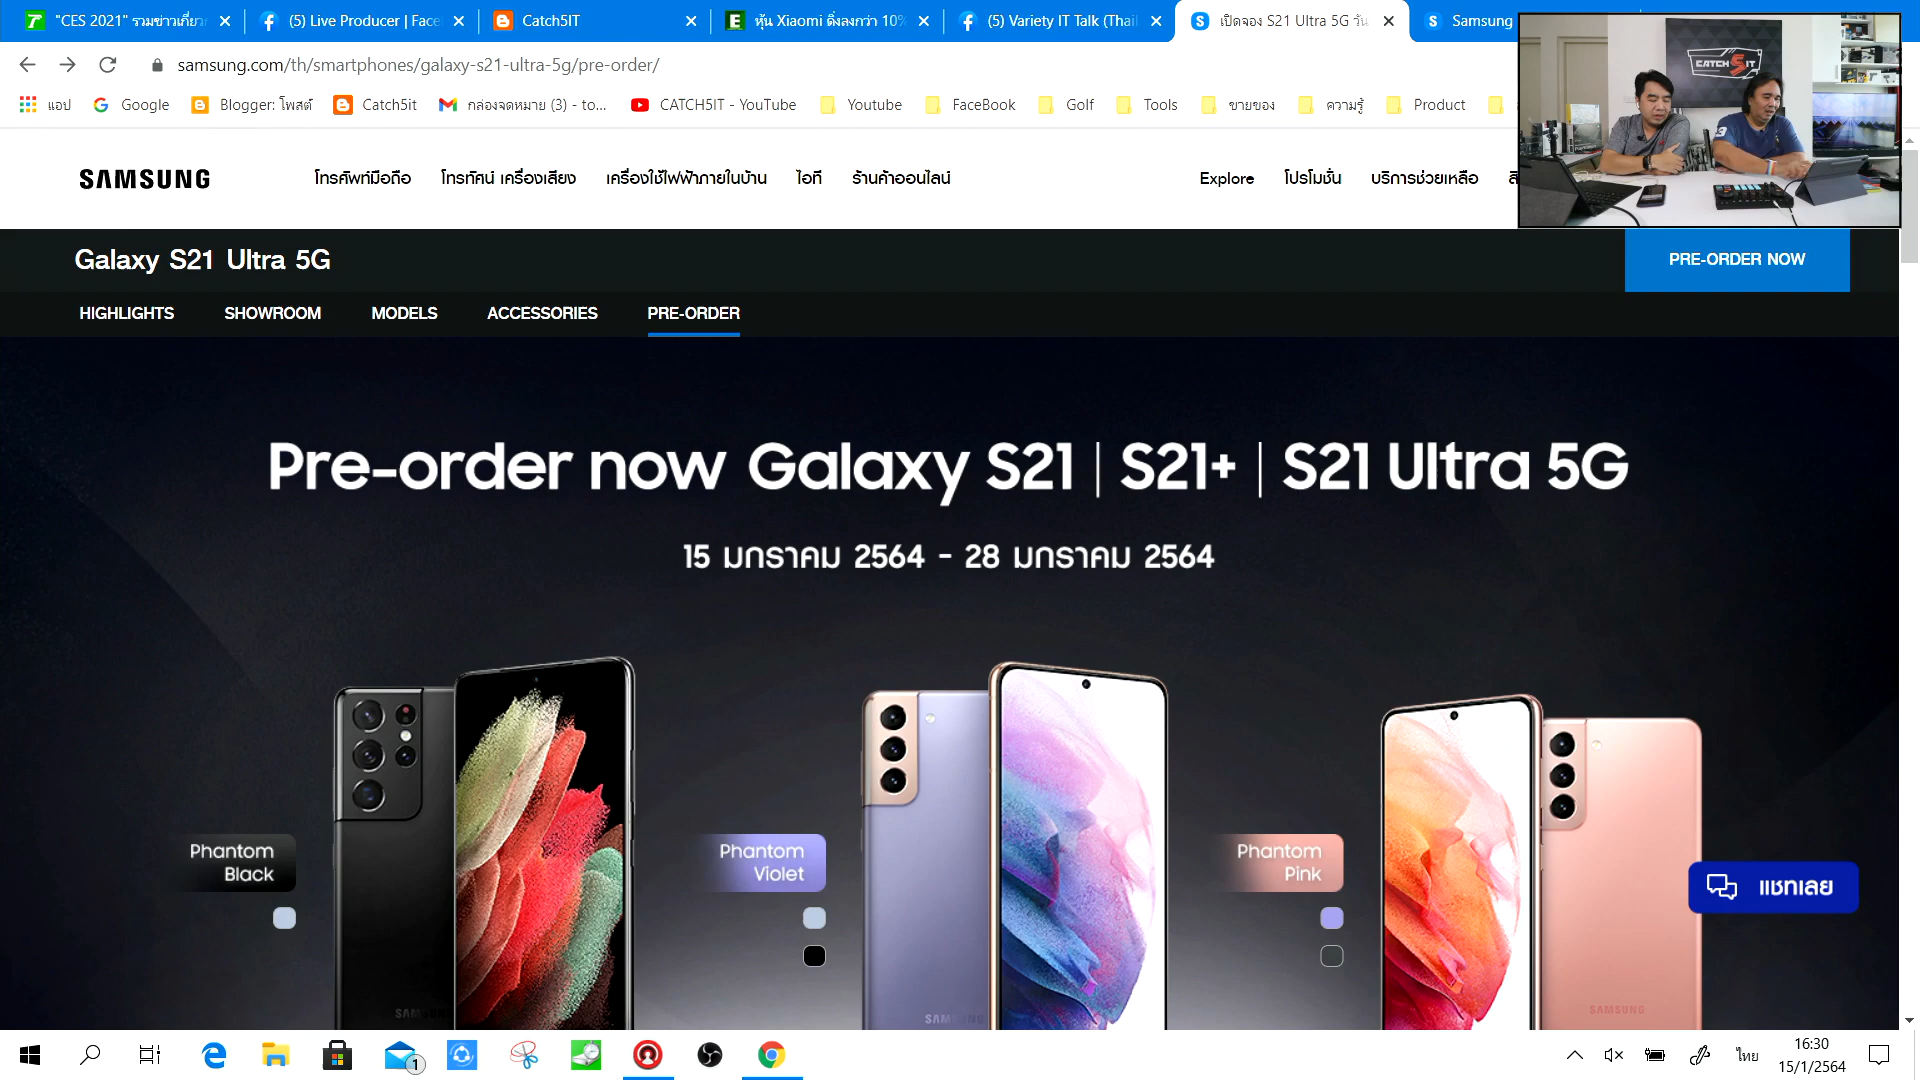 "CES 2021" รวมข่าวเกี่ยว
(5) Live Producer | Face
Catch5IT
หุ้น Xiaomi ดิ่งลงกว่า 10%
(5) Variety IT Talk (Thail
เปิดจอง S21 Ultra 5G วัน
Samsung
samsung.com/th/smartphones/galaxy-s21-ultra-5g/pre-order/
แอป
Google
Blogger: โพสต์
Catch5it
กล่องจดหมาย (3) - to...
CATCH5IT - YouTube
Youtube
FaceBook
Golf
Tools
ขายของ
ความรู้
Product
CATCH5IT
SAMSUNG
โทรศัพท์มือถือ
โทรทัศน์ เครื่องเสียง
เครื่องใช้ไฟฟ้าภายในบ้าน
ไอที
ร้านค้าออนไลน์
Explore
โปรโมชั่น
บริการช่วยเหลือ
Galaxy S21 Ultra 5G
PRE-ORDER NOW
HIGHLIGHTS
SHOWROOM
MODELS
ACCESSORIES
PRE-ORDER
Pre-order now Galaxy S21 | S21+ | S21 Ultra 5G
15 มกราคม 2564 - 28 มกราคม 2564
Phantom
Black
Phantom
Violet
Phantom
Pink
แชทเลย
SAMSUNG
1
ไทย
16:30
15/1/2564